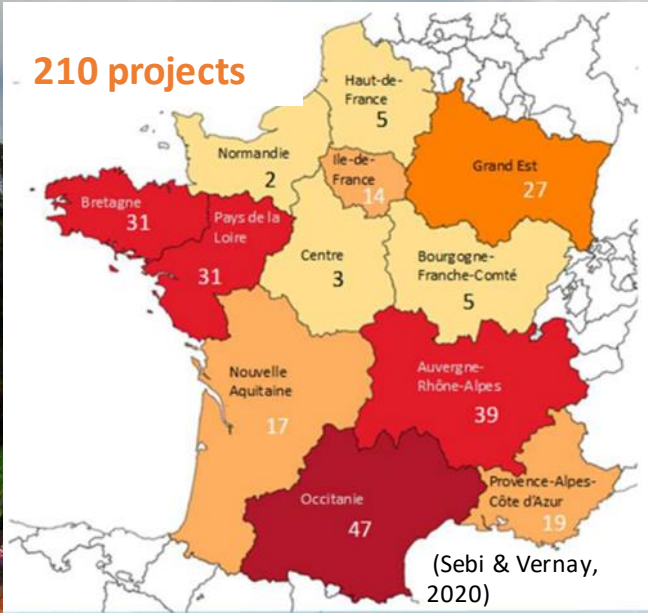 210 projects
Haut-de-
France
5
Normandie
2
Ile-de-
France
14
Grand Est
27
Bretagne
31
Pays de la
Loire
31
Centre
3
Bourgogne-
Franche-Comté
5
Nouvelle
Aquitaine
17
Auvergne-
Rhône-Alpes
39
Occitanie
47
Provence-Alpes-
Côte d'Azur
19
(Sebi & Vernay,
2020)